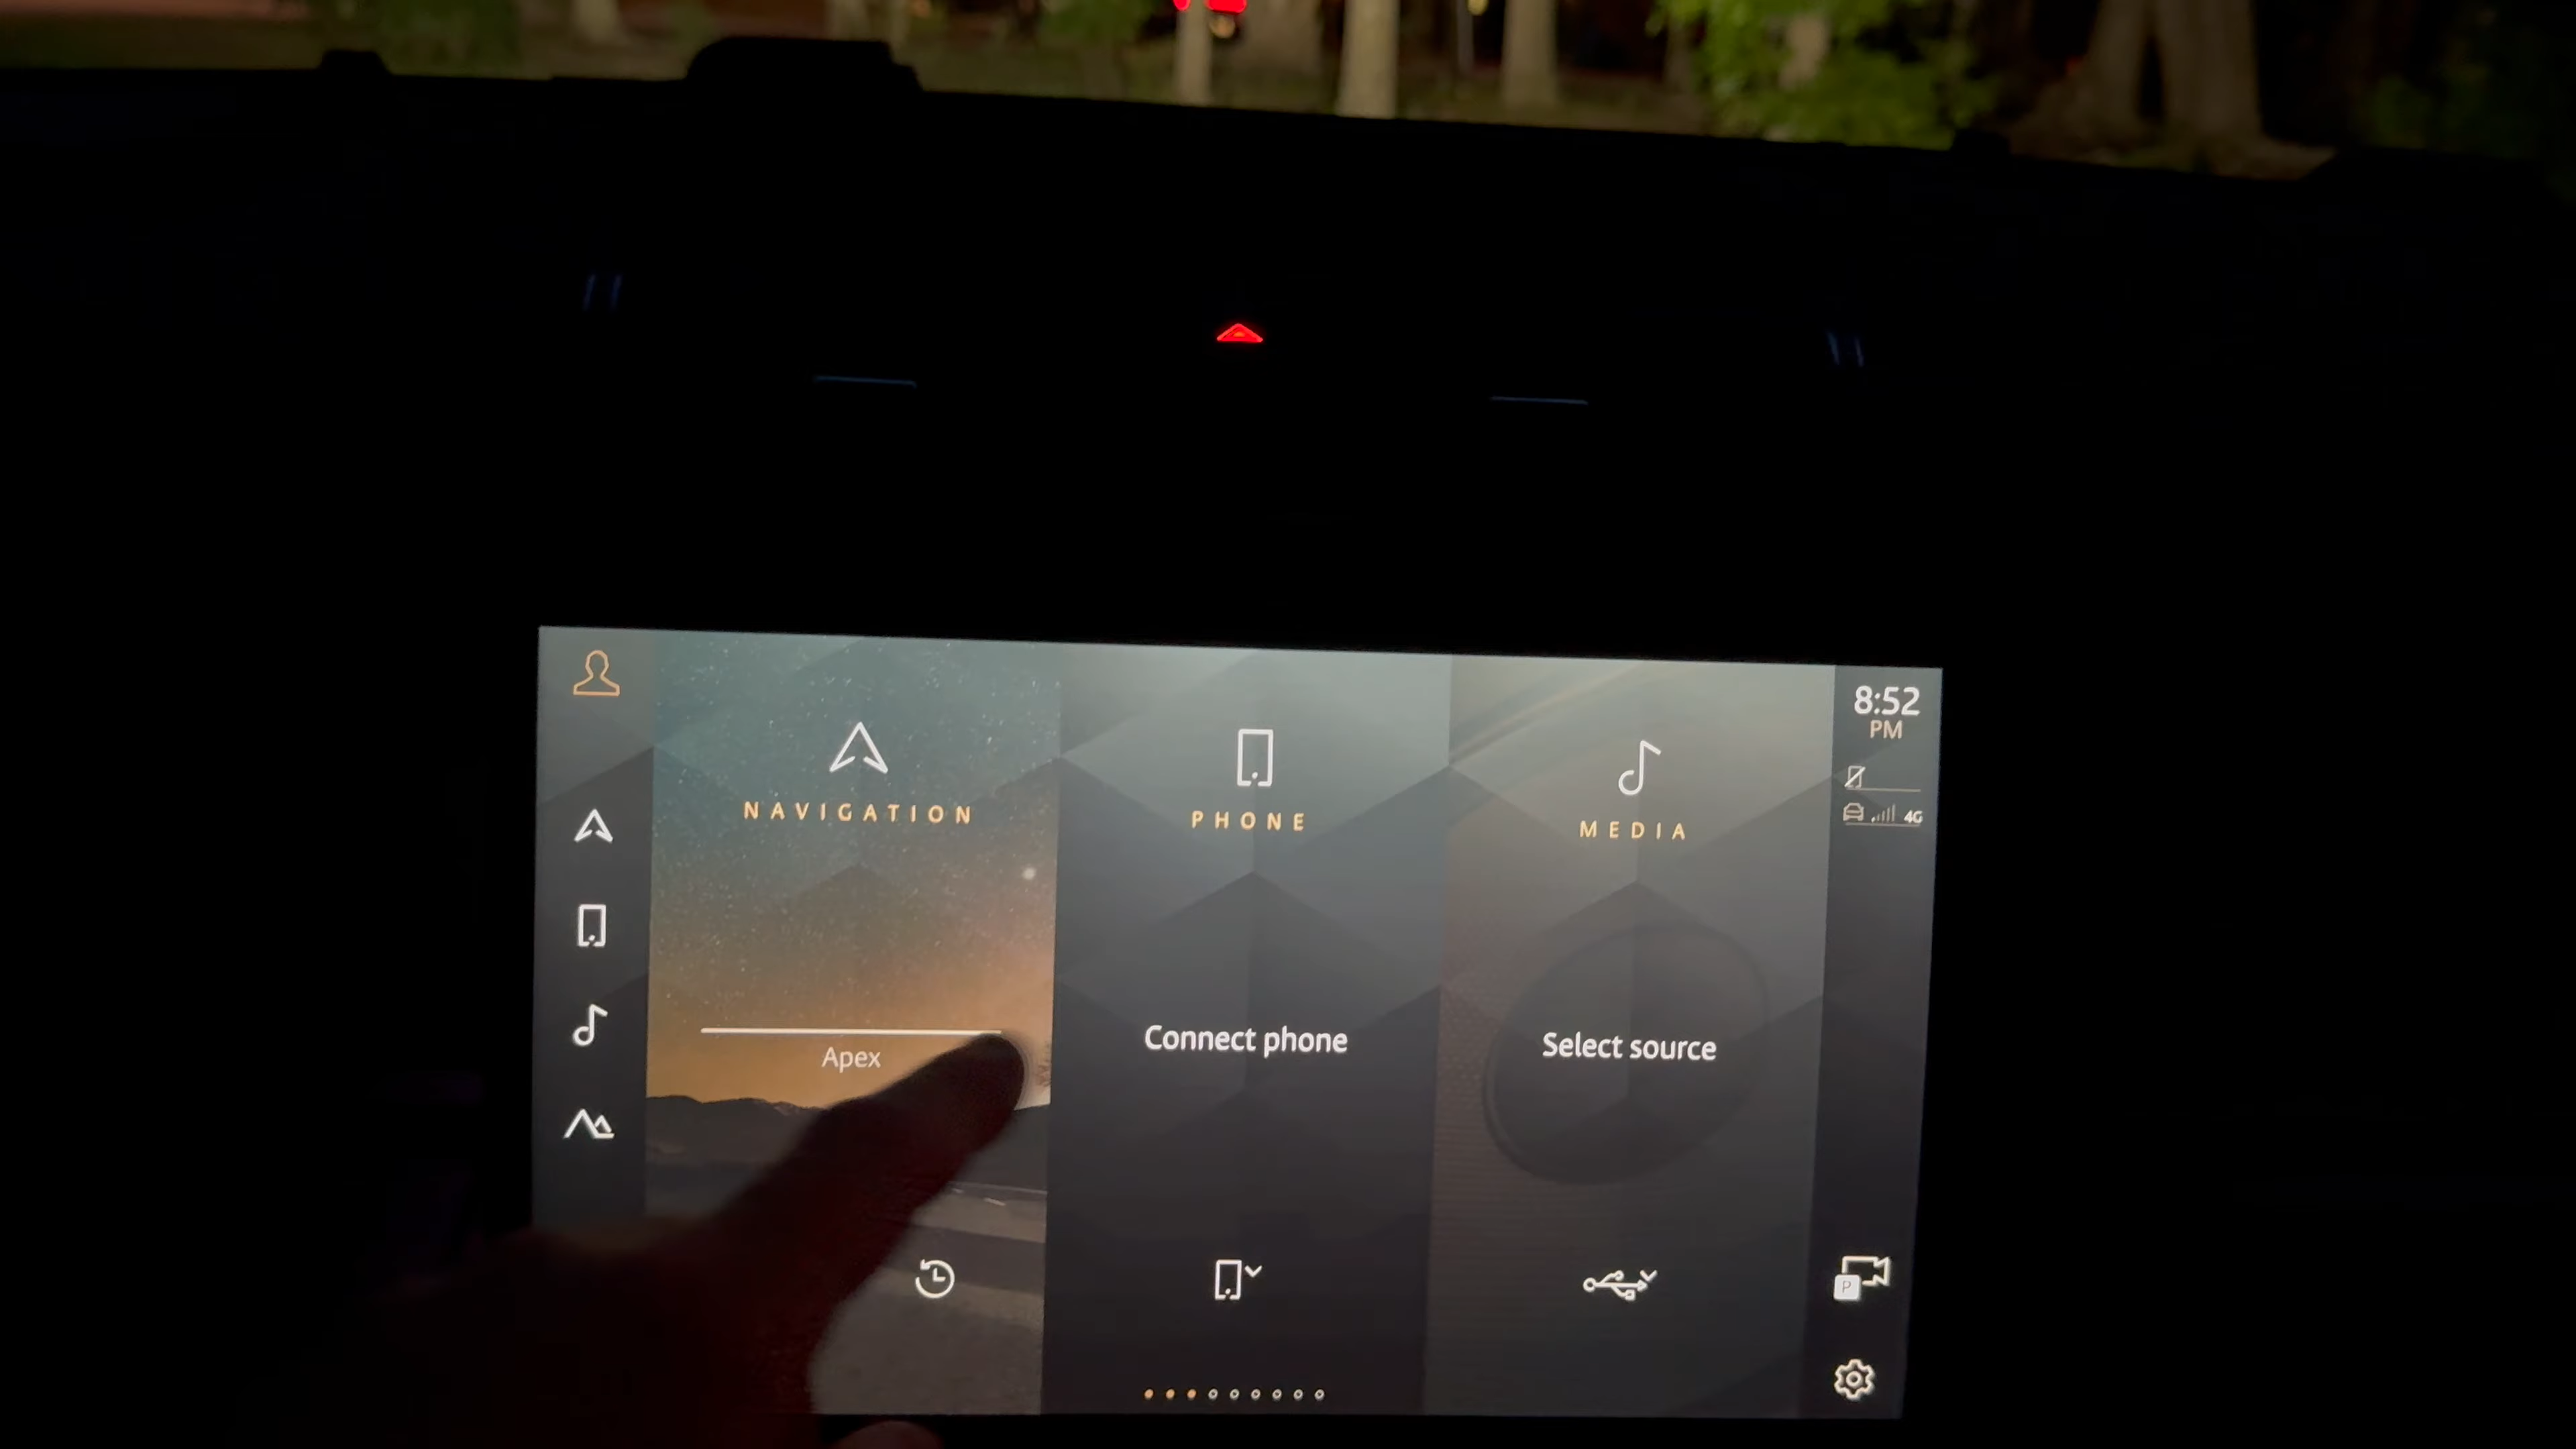 NAVIGATION
Apex
PHONE
Connect phone
MEDIA
Select source
8:52
PM
4G
P